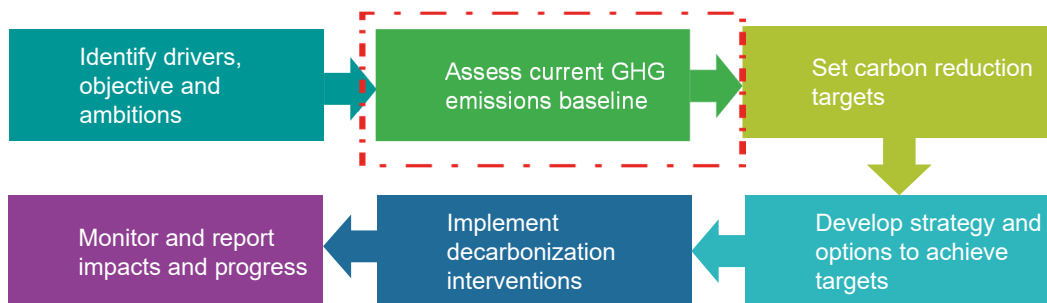 Identify drivers,
objective and
ambitions
Assess current GHG
emissions baseline
Set carbon reduction
targets
Develop strategy and
options to achieve
targets
Implement
decarbonization
interventions
Monitor and report
impacts and progress